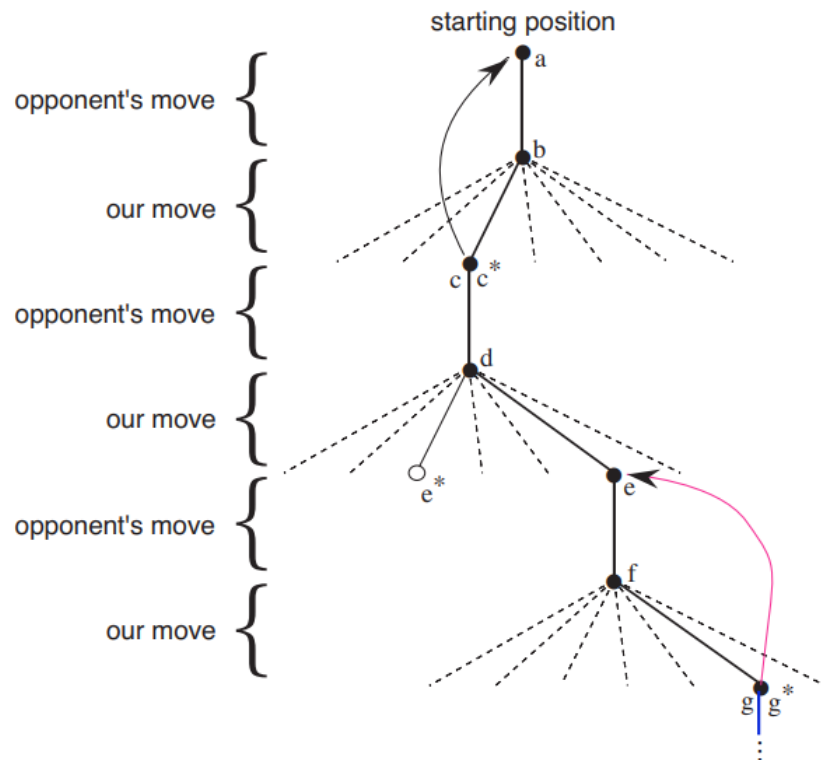 starting position
a
opponent's move
b
our move
c c*
opponent's move
d
our move
e* e
opponent's move
f
our move
g g*